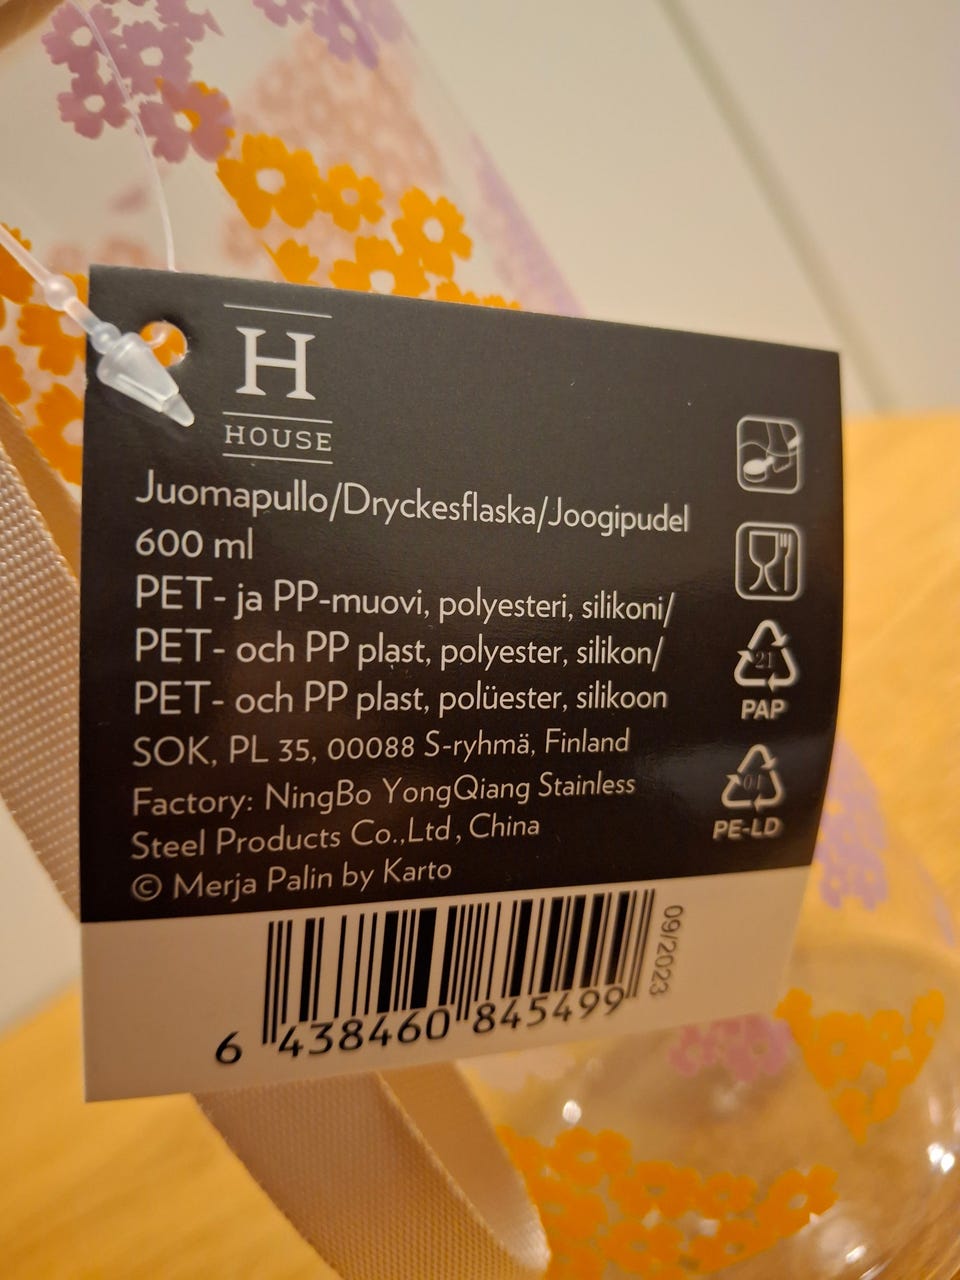 H
HOUSE
Juomapullo/Dryckesflaska/Joogipudel
600 ml
PET- ja PP-muovi, polyesteri, silikoni/
PET- och PP plast, polyester, silikon/
PET- och PP plast, polüester, silikoon
SOK, PL 35, 00088 S-ryhmä, Finland
Factory: NingBo YongQiang Stainless
Steel Products Co.,Ltd, China
© Merja Palin by Karto
21
PAP
04
PE-LD
09/2023
6 438460 845499